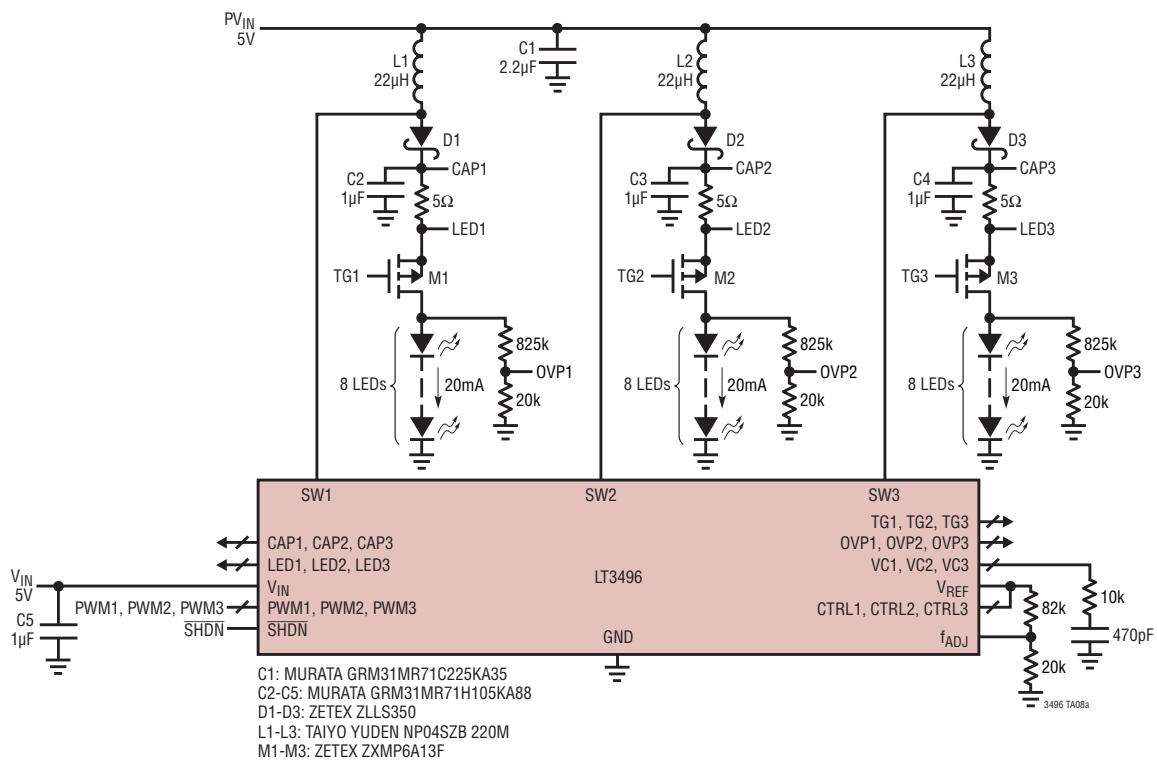 PVIN
5V
C1
2.2µF
L1
22µH
L2
22µH
L3
22µH
D1
D2
D3
CAP1
CAP2
CAP3
C2
1µF
C3
1µF
C4
1µF
5Ω
5Ω
5Ω
LED1
LED2
LED3
TG1
M1
TG2
M2
TG3
M3
825k
825k
825k
8 LEDs
20mA
OVP1
8 LEDs
20mA
OVP2
8 LEDs
20mA
OVP3
20k
20k
20k
SW1
SW2
SW3
CAP1, CAP2, CAP3
LED1, LED2, LED3
VIN
PWM1, PWM2, PWM3
SHDN
LT3496
GND
TG1, TG2, TG3
OVP1, OVP2, OVP3
VC1, VC2, VC3
VREF
CTRL1, CTRL2, CTRL3
fADJ
VIN
5V
C5
1µF
PWM1, PWM2, PWM3
SHDN
10k
82k
470pF
20k
3496 TA08a
C1: MURATA GRM31MR71C225KA35
C2-C5: MURATA GRM31MR71H105KA88
D1-D3: ZETEX ZLLS350
L1-L3: TAIYO YUDEN NP04SZB 220M
M1-M3: ZETEX ZXMP6A13F